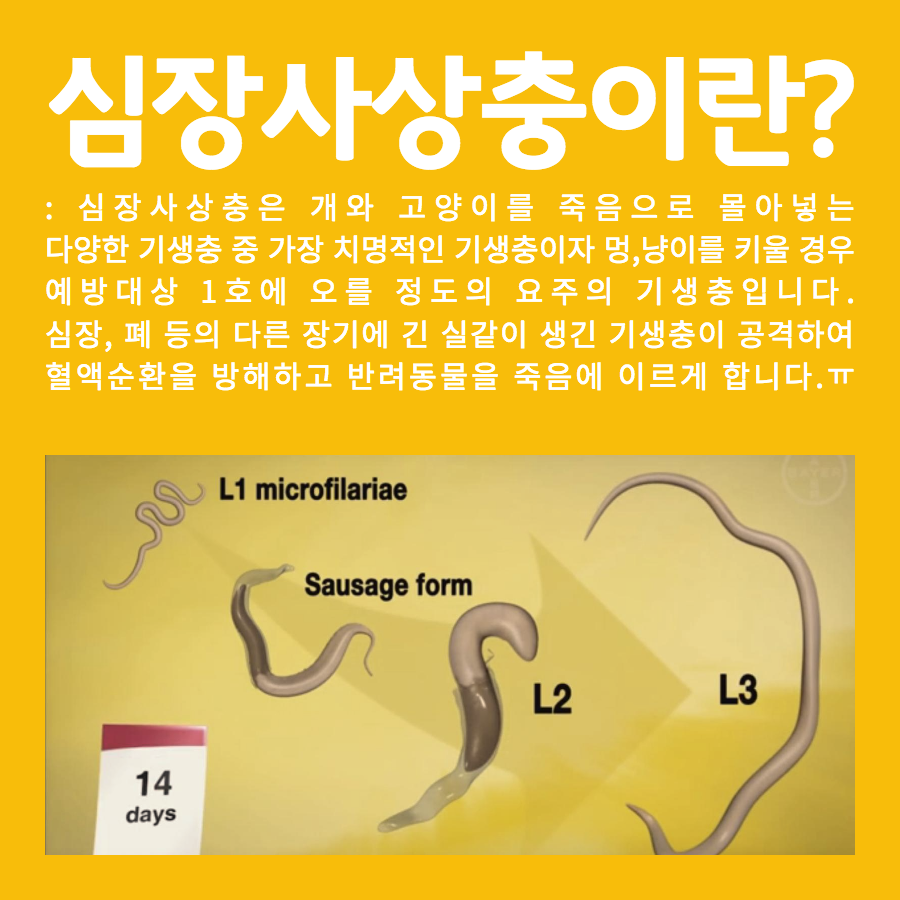 심장사상충이란?
: 심장사상충은 개와 고양이를 죽음으로 몰아넣는
다양한 기생충 중 가장 치명적인 기생충이자 멍,냥이를 키울 경우
예방대상 1호에 오를 정도의 요주의 기생충입니다.
심장, 폐 등의 다른 장기에 긴 실같이 생긴 기생충이 공격하여
혈액순환을 방해하고 반려동물을 죽음에 이르게 합니다.ㅠ
L1 microfilariae
Sausage form
L2
L3
14
days